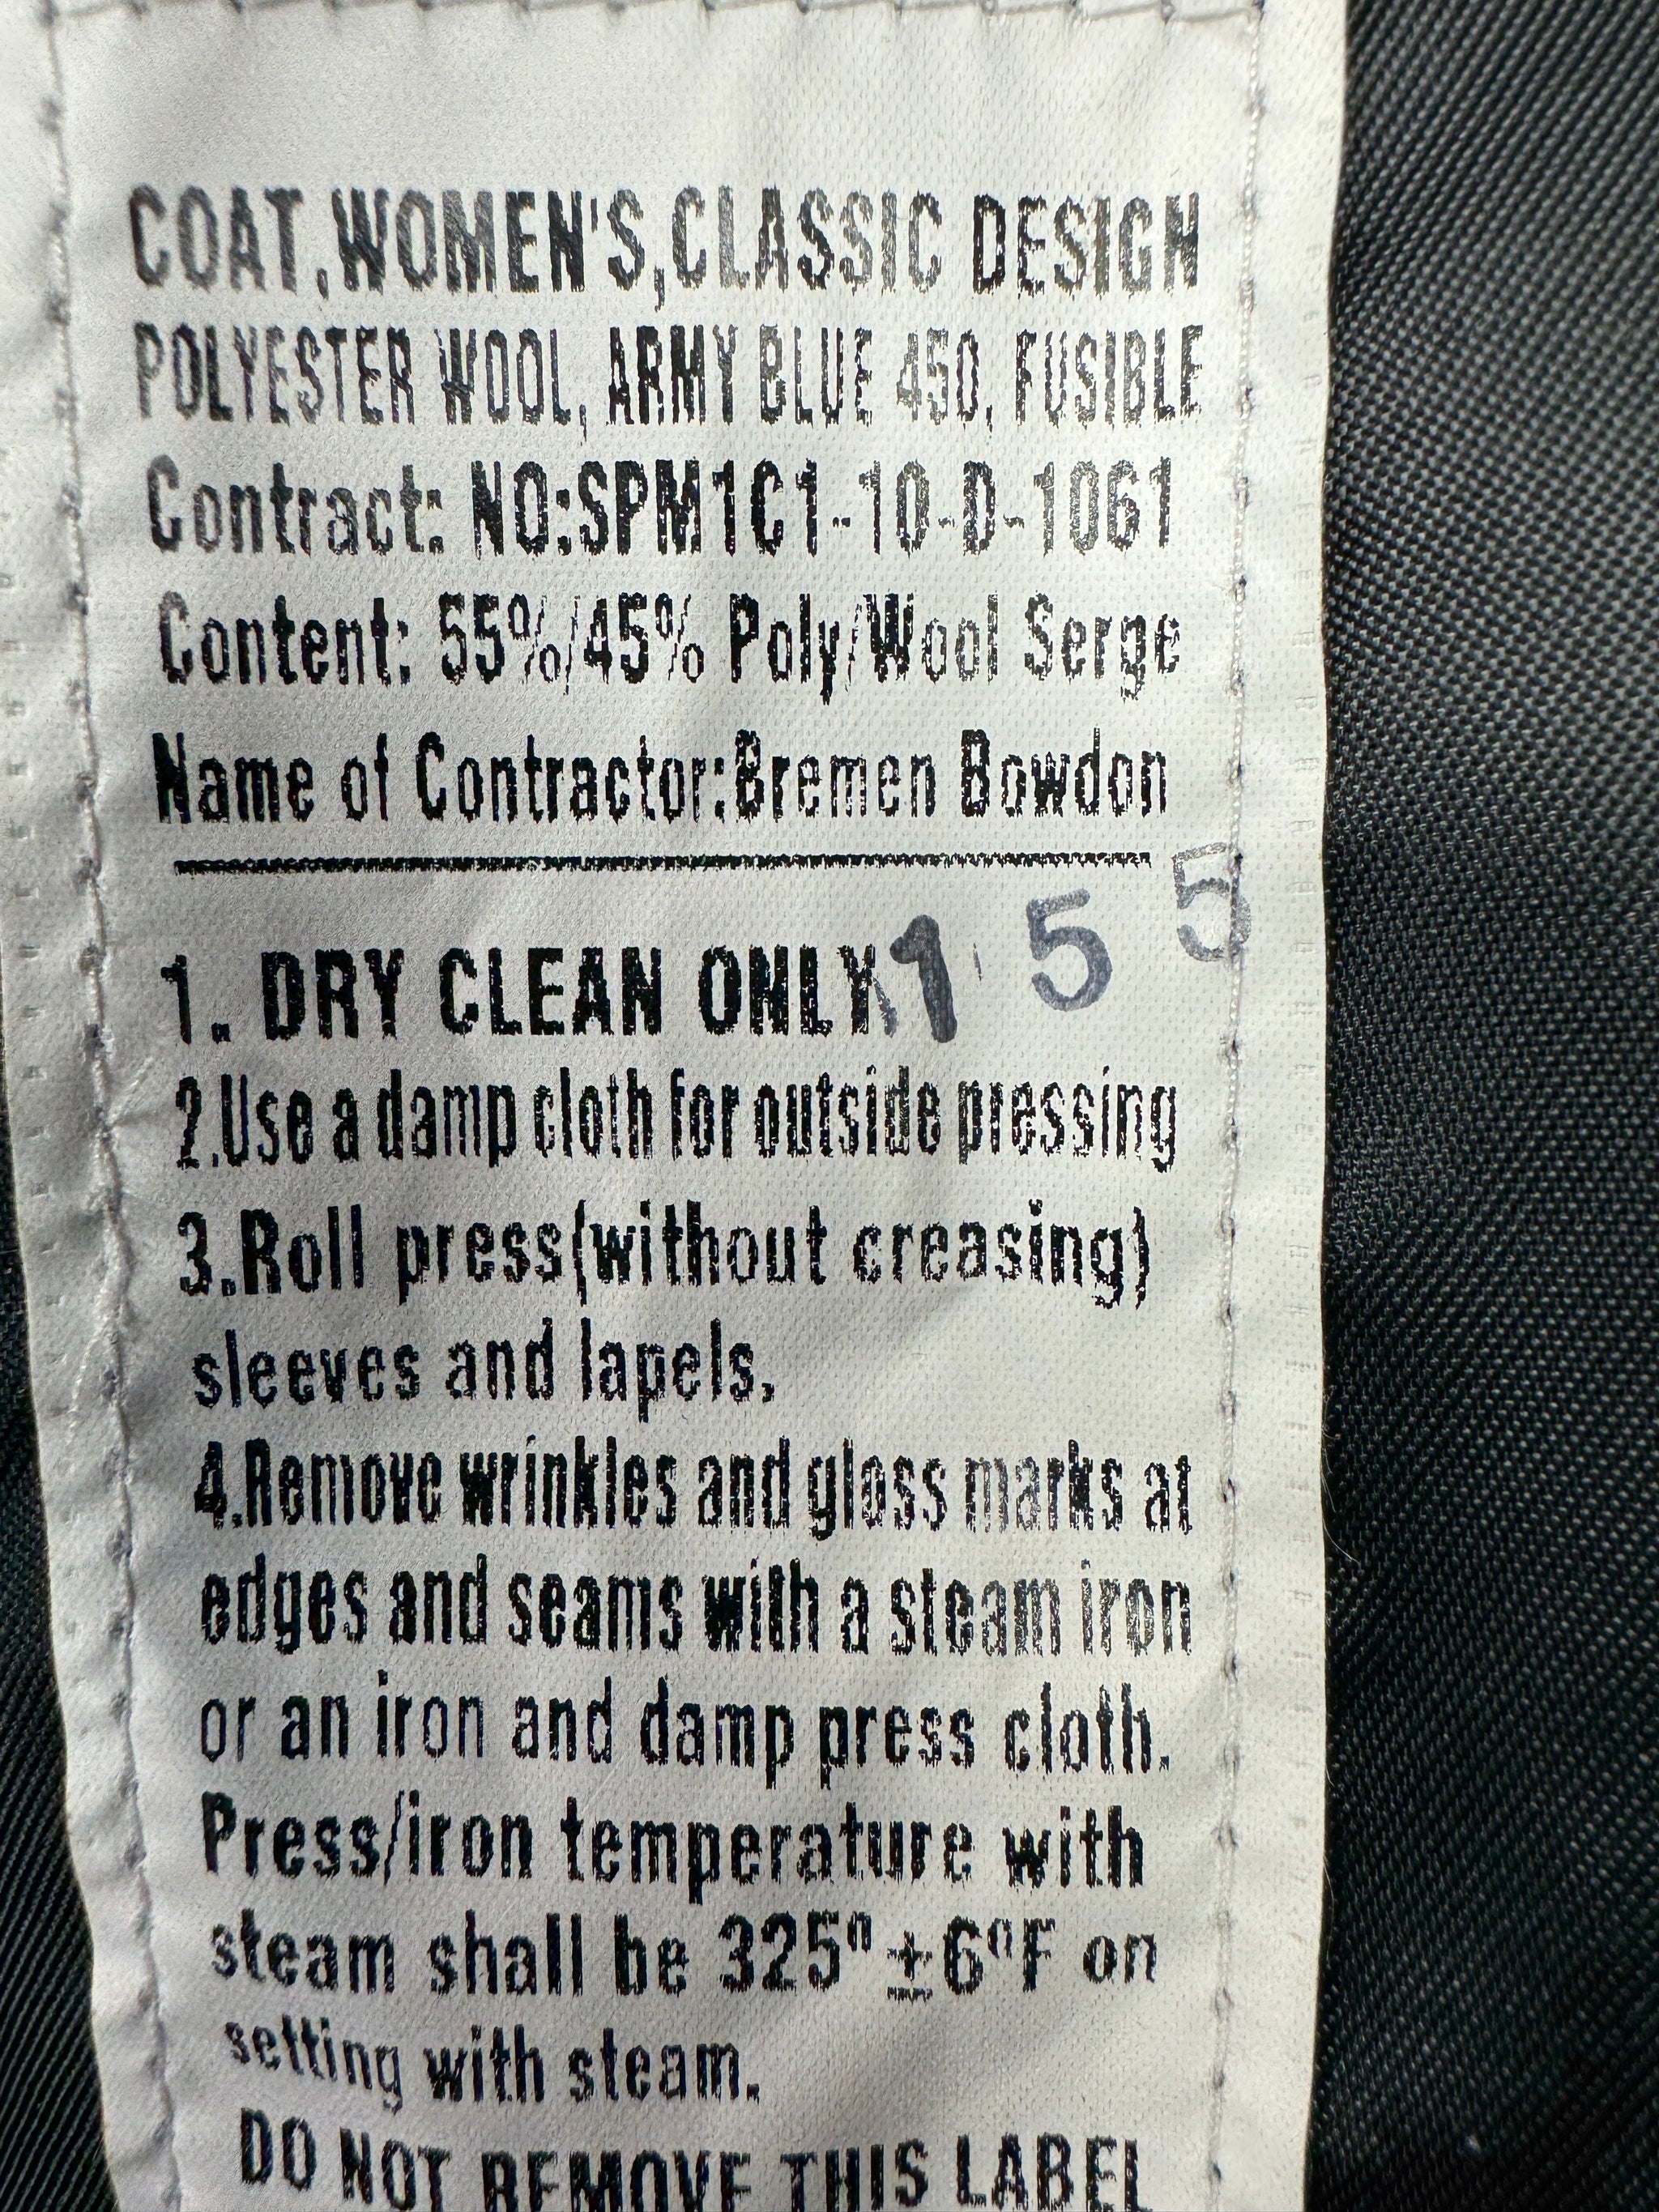 COAT,WOMEN'S,CLASSIC DESIGN
POLYESTER WOOL, ARMY BLUE 450, FUSIBLE
Contract: NO:SPM1C1-10-D-1061
Content: 55%/45% Poly/Wool Serge
Name of Contractor:Bremen Bowdon
1 5 5
1. DRY CLEAN ONLY
2.Use a damp cloth for outside pressing
3.Roll press(without creasing)
sleeves and lapels.
4.Remove wrinkles and gloss marks at
edges and seams with a steam iron
or an iron and damp press cloth.
Press/iron temperature with
steam shall be 325°±6°F on
setting with steam.
DO NOT REMOVE THIS LABEL